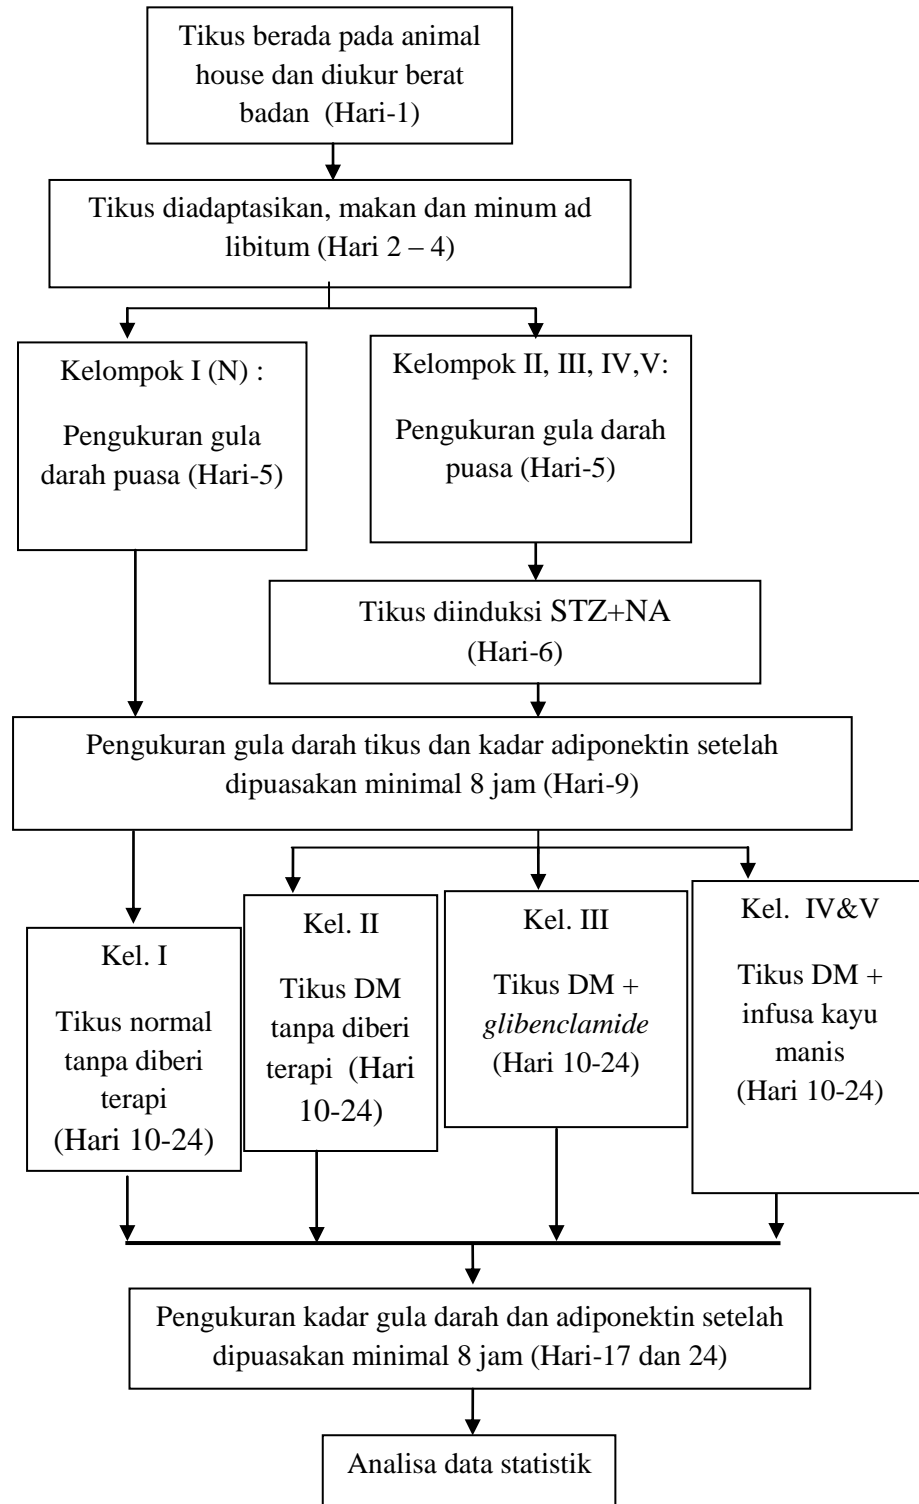 Tikus berada pada animal
house dan diukur berat
badan (Hari-1)
Tikus diadaptasikan, makan dan minum ad
libitum (Hari 2 – 4)
Kelompok I (N) :
Pengukuran gula
darah puasa (Hari-5)
Kelompok II, III, IV,V:
Pengukuran gula darah
puasa (Hari-5)
Tikus diinduksi STZ+NA
(Hari-6)
Pengukuran gula darah tikus dan kadar adiponektin setelah
dipuasakan minimal 8 jam (Hari-9)
Kel. I
Tikus normal
tanpa diberi
terapi
(Hari 10-24)
Kel. II
Tikus DM
tanpa diberi
terapi (Hari
10-24)
Kel. III
Tikus DM +
glibenclamide
(Hari 10-24)
Kel. IV&V
Tikus DM +
infusa kayu
manis
(Hari 10-24)
Pengukuran kadar gula darah dan adiponektin setelah
dipuasakan minimal 8 jam (Hari-17 dan 24)
Analisa data statistik